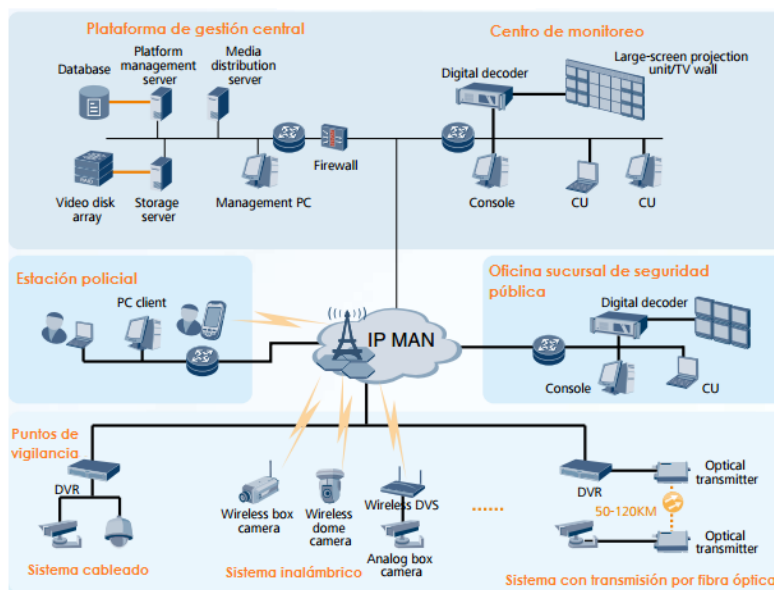 Plataforma de gestión central
Centro de monitoreo
Database
Platform
management
server
Media
distribution
server
Digital decoder
Large-screen projection
unit/TV wall
Firewall
Video disk
array
Storage
server
Management PC
Console
CU
CU
Estación policial
PC client
IP MAN
Oficina sucursal de seguridad
pública
Digital decoder
Console
CU
Puntos de
vigilancia
DVR
Wireless box
camera
Wireless
dome
camera
Wireless DVS
Analog box
camera
......
DVR
Optical
transmitter
50-120KM
Optical
transmitter
Sistema cableado
Sistema inalámbrico
Sistema con transmisión por fibra óptica